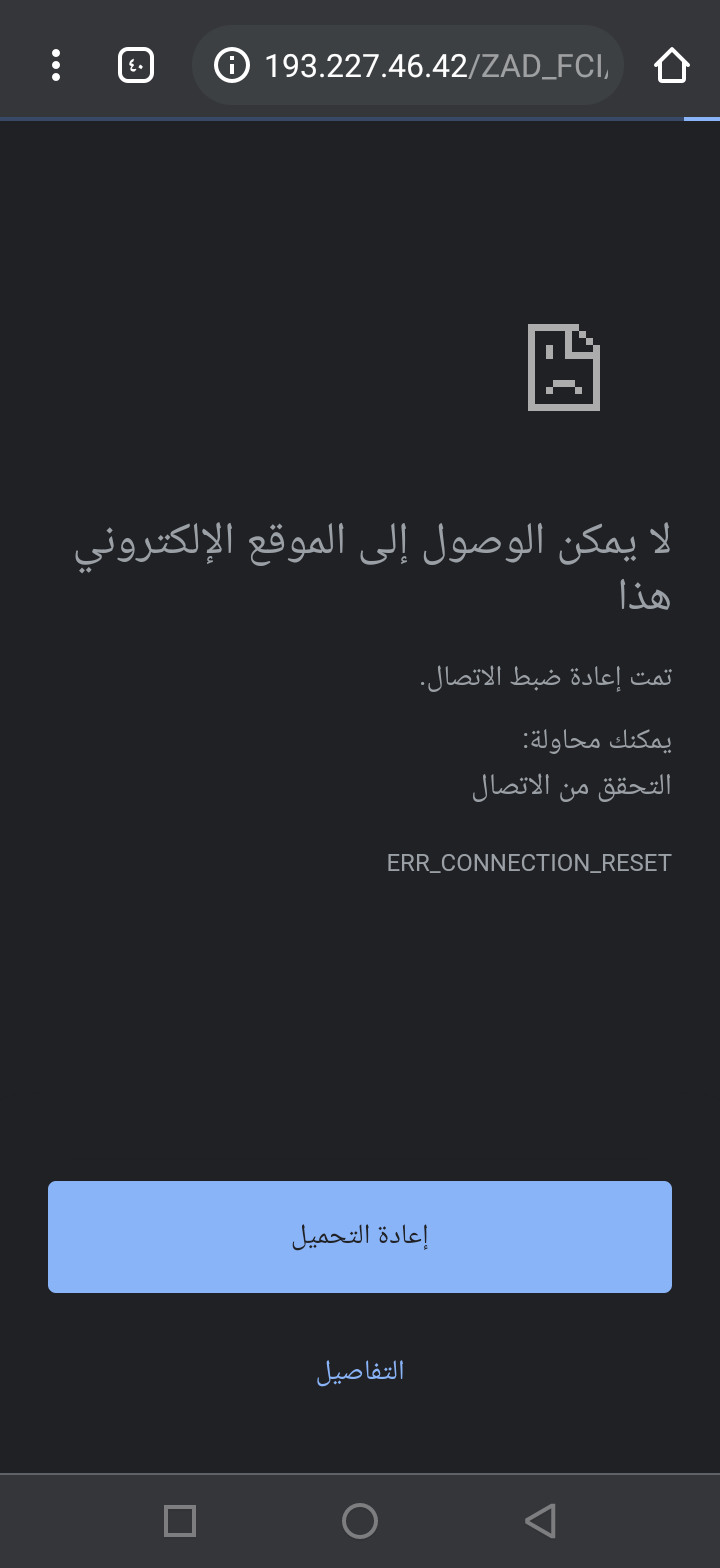 ٤٠
193.227.46.42/ZAD_FCI/
لا يمكن الوصول إلى الموقع الإلكتروني
هذا
تمت إعادة ضبط الاتصال.
يمكنك محاولة:
التحقق من الاتصال
ERR_CONNECTION_RESET
إعادة التحميل
التفاصيل